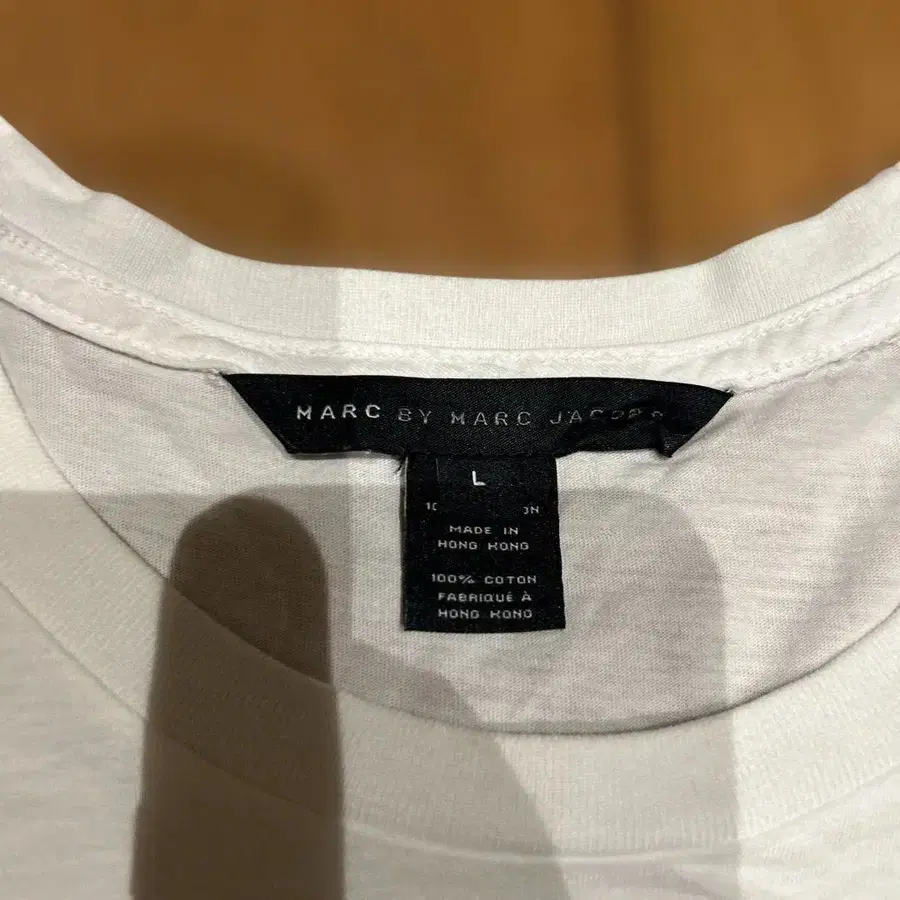 MARC BY MARC JACOBS
L
MADE IN
HONG KONG
100% COTON
FABRIQUÉ À
HONG KONG